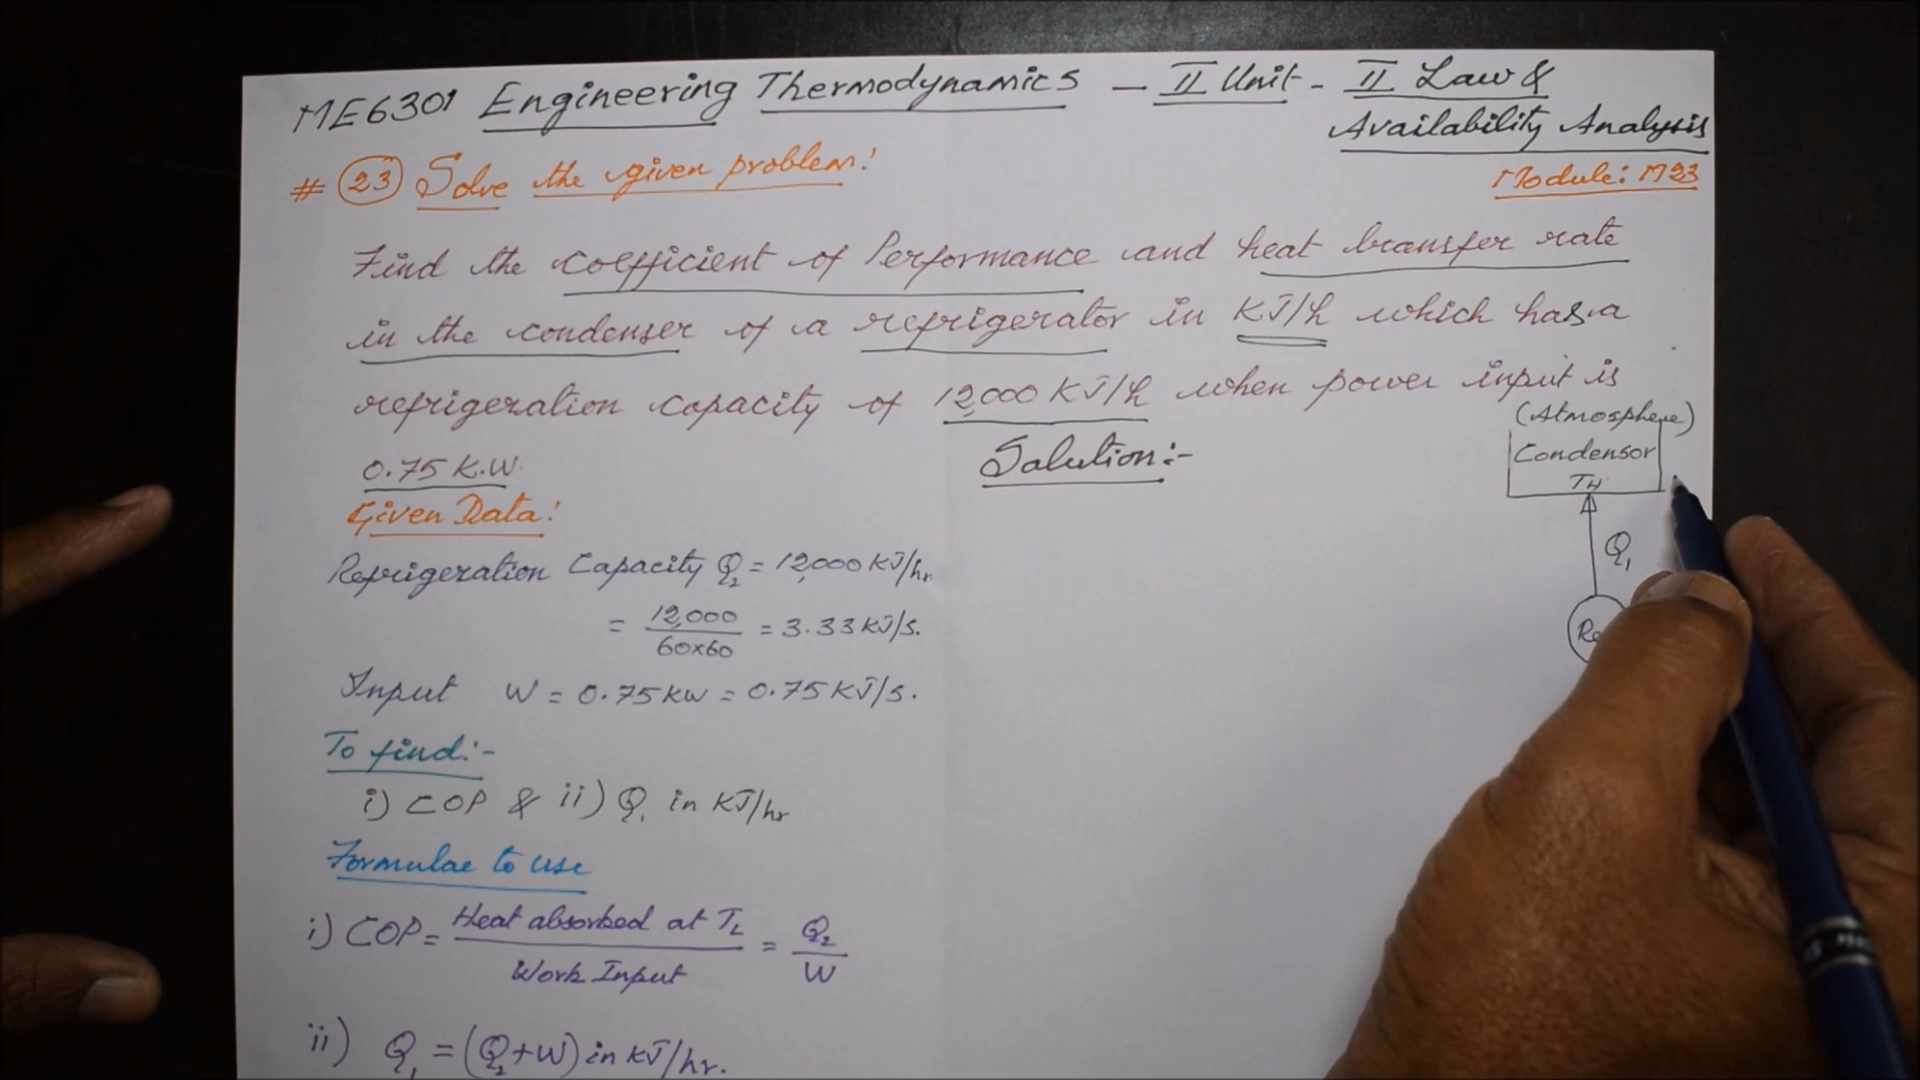 ME6301 Engineering Thermodynamics — II Unit - II Law &
Availability Analysis
# 23 Solve the given problem!
Module: M23
Find the coefficient of Performance and heat transfer rate
in the condenser of a refrigerator in KJ/h which has a
refrigeration capacity of 12,000 KJ/h when power input is
0.75 K.W.
Solution:-
(Atmosphere)
Condensor
TH
Q1
Given Data!
Refrigeration Capacity Q2 = 12,000 KJ/hr.
= 12,000 / 60x60 = 3.33 KJ/s.
Input W = 0.75 KW = 0.75 KJ/s.
To find:-
i) COP & ii) Q1 in KJ/hr
Formulae to use
i) COP = Heat absorbed at TL / Work Input = Q2 / W
ii) Q1 = (Q2+W) in KJ/hr.